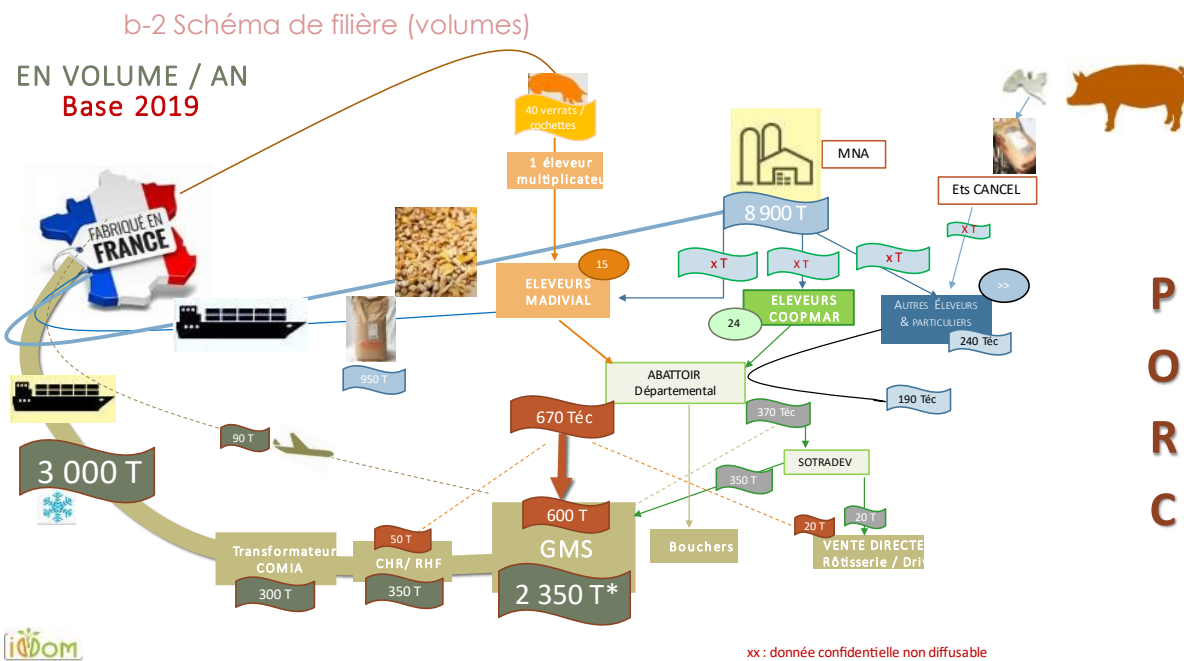 b-2 Schéma de filière (volumes)
EN VOLUME / AN
Base 2019
40 verrats /
cochettes
1 éleveur
multiplicateu
MNA
Ets CANCEL
8 900 T
x T
x T
x T
x T
FABRIQUÉ EN
FRANCE
15
ELEVEURS
MADIVIAL
ELEVEURS
COOPMAR
24
>>
AUTRES ÉLEVEURS
& PARTICULIERS
240 Téc
950 T
ABATTOIR
Départemental
190 Téc
670 Téc
370 Téc
90 T
3 000 T
SOTRADEV
350 T
600 T
GMS
2 350 T*
50 T
CHR/ RHF
350 T
Transformateur
COMIA
300 T
Bouchers
20 T
20 T
VENTE DIRECTE
Rôtisserie / Dri
P
O
R
C
iDDom
xx : donnée confidentielle non diffusable